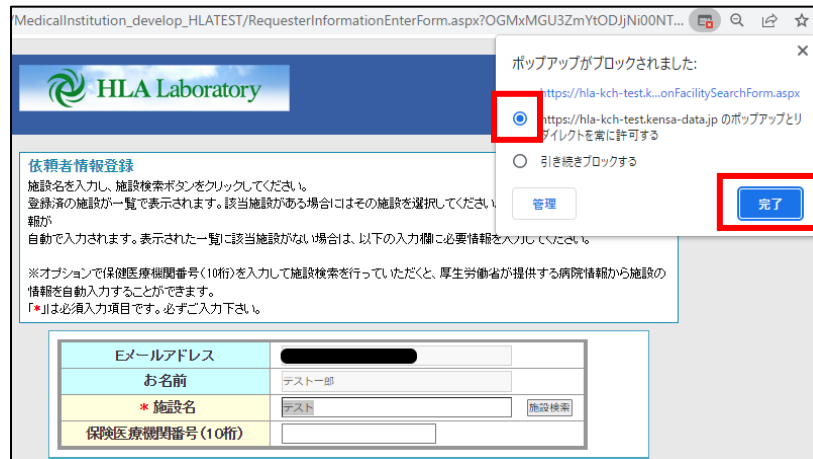 /MedicalInstitution_develop_HLATEST/RequesterInformationEnterForm.aspx?OGMxMGU3ZmYtODJjNi00NT...
ポップアップがブロックされました:
https://hla-kch-test.k...onFacilitySearchForm.aspx
https://hla-kch-test.kensa-data.jp のポップアップとリ
ダイレクトを常に許可する
引き続きブロックする
管理
完了
HLA Laboratory
依頼者情報登録
施設名を入力し、施設検索ボタンをクリックしてください。
登録済の施設が一覧で表示されます。該当施設がある場合にはその施設を選択してください
報が
自動で入力されます。表示された一覧に該当施設がない場合は、以下の入力欄に必要情報を入力してください。
※オプションで保健医療機関番号(10桁)を入力して施設検索を行っていただくと、厚生労働省が提供する病院情報から施設の
情報を自動入力することができます。
「*」は必須入力項目です。必ずご入力下さい。
Eメールアドレス
お名前 テスト一郎
* 施設名 テスト 施設検索
保険医療機関番号(10桁)